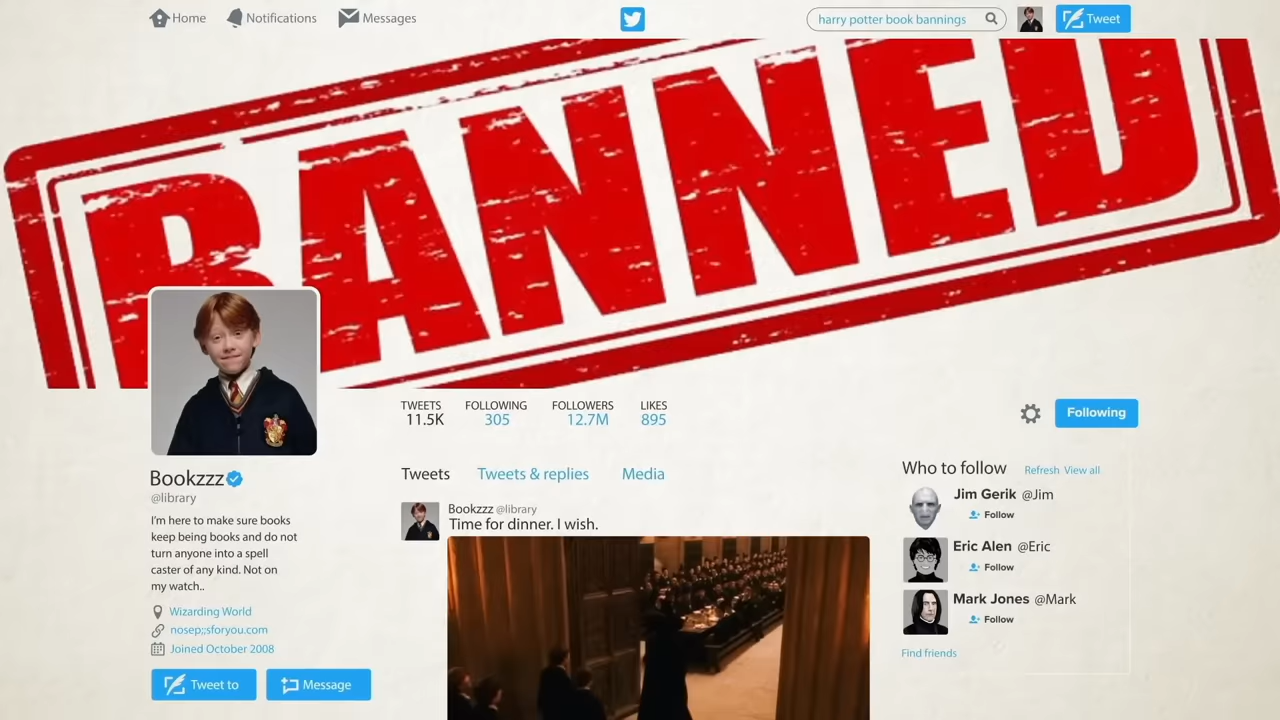 Home Notifications Messages
harry potter book bannings
Tweet
BANNED
TWEETS FOLLOWING FOLLOWERS LIKES
11.5K 305 12.7M 895
Following
Bookzzz
@library
I'm here to make sure books
keep being books and do not
turn anyone into a spell
caster of any kind. Not on
my watch..
Wizarding World
nosep;;sforyou.com
Joined October 2008
Tweet to Message
Tweets Tweets & replies Media
Bookzzz @library
Time for dinner. I wish.
Who to follow Refresh View all
Jim Gerik @Jim
Follow
Eric Alen @Eric
Follow
Mark Jones @Mark
Follow
Find friends